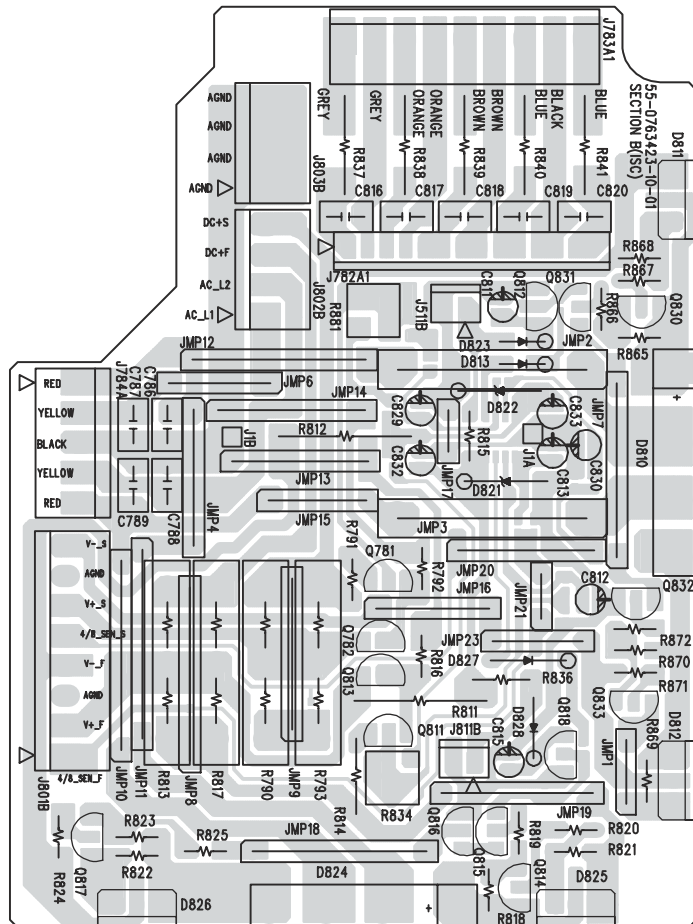 J783A1
AGND
AGND
AGND
AGND
J803B
GREY
GREY
ORANGE
ORANGE
BROWN
BROWN
BLUE
BLACK
BLUE
55-0763423-10-01
SECTION B(ISC)
D811
R837
R838
R839
R840
R841
C816
C817
C818
C819
C820
DC+S
DC+F
AC_L2
AC_L1
J802B
J782A1
R881
J511B
C811
Q812
Q831
R868
R867
R866
Q830
R865
JMP12
D823
D813
JMP2
RED
YELLOW
BLACK
YELLOW
RED
J784A
C787
C786
JMP6
JMP14
C829
D822
C833
JMP7
J1B
R812
R815
J1A
D810
+
C832
JMP17
C813
C830
JMP13
D821
C789
C788
JMP4
JMP15
JMP3
V-_S
AGND
V+_S
4/8_SEN_S
V-_F
AGND
V+_F
4/8_SEN_F
J801B
R791
Q781
R792
JMP20
JMP16
JMP21
C812
Q832
Q782
Q813
R816
JMP23
D827
R836
R872
R870
R871
R811
Q811
J811B
C815
D828
Q818
Q833
R869
D812
JMP1
JMP10
JMP11
R813
JMP8
R817
R790
JMP9
R793
R814
R834
JMP19
R824
Q817
R823
R822
R825
JMP18
Q816
R819
R820
R821
D826
D824
+
Q815
R818
Q814
D825